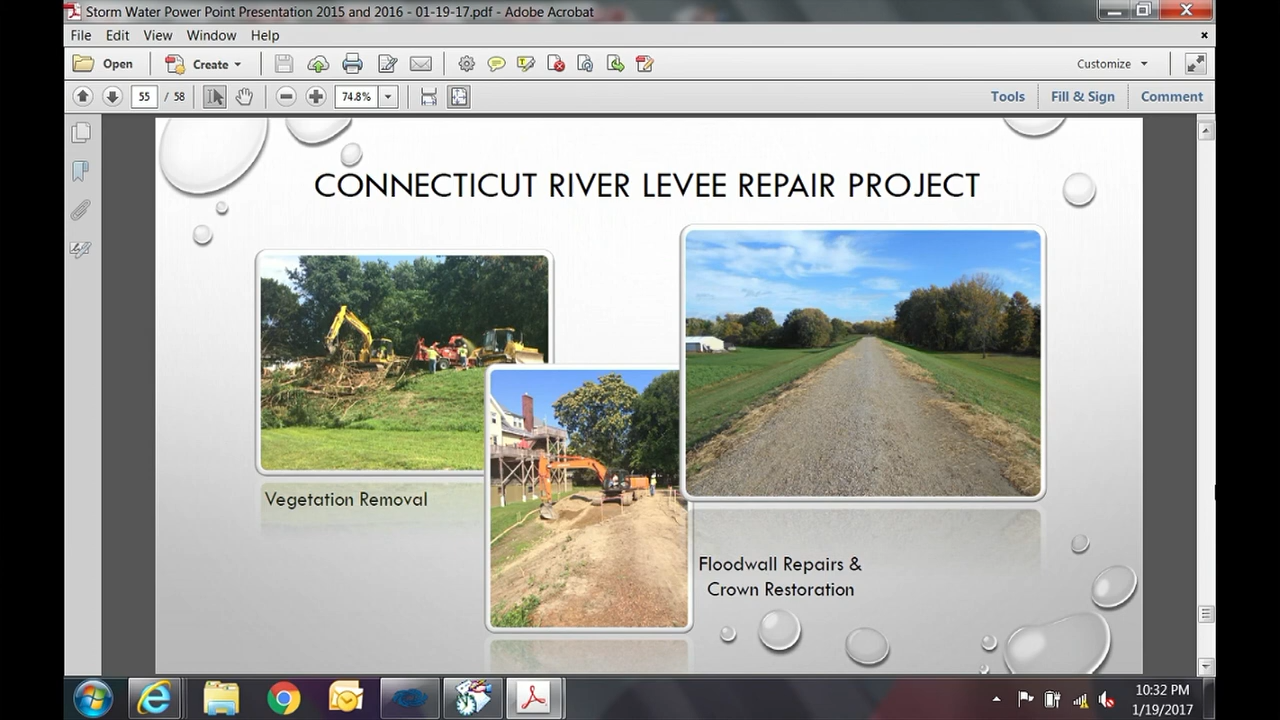 Storm Water Power Point Presentation 2015 and 2016 - 01-19-17.pdf - Adobe Acrobat
File Edit View Window Help
Open Create Customize
55 / 58 74.8% Tools Fill & Sign Comment
CONNECTICUT RIVER LEVEE REPAIR PROJECT
Vegetation Removal
Floodwall Repairs &
Crown Restoration
10:32 PM
1/19/2017